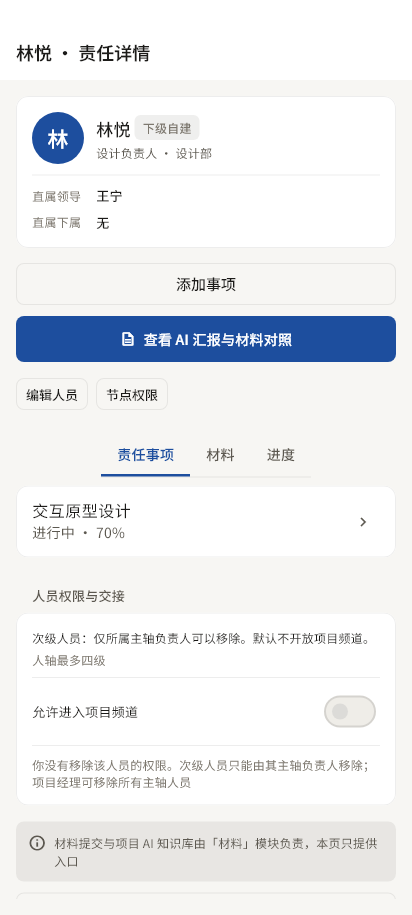 林悦 · 责任详情
林
林悦 下级自建
设计负责人 · 设计部
直属领导 王宁
直属下属 无
添加事项
查看 AI 汇报与材料对照
编辑人员 节点权限
责任事项 材料 进度
交互原型设计
进行中 · 70%
人员权限与交接
次级人员：仅所属主轴负责人可以移除。默认不开放项目频道。
人轴最多四级
允许进入项目频道
你没有移除该人员的权限。次级人员只能由其主轴负责人移除；
项目经理可移除所有主轴人员
材料提交与项目 AI 知识库由「材料」模块负责，本页只提供
入口